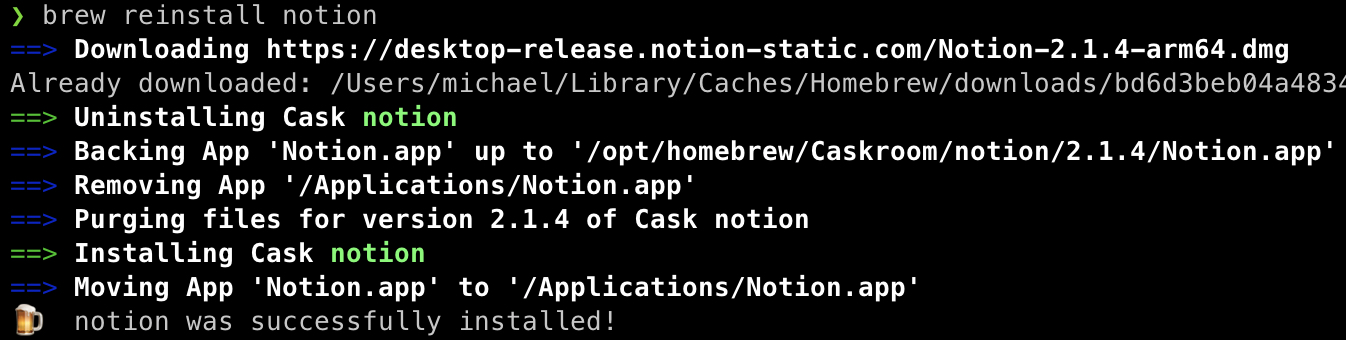 ❯ brew reinstall notion
==> Downloading https://desktop-release.notion-static.com/Notion-2.1.4-arm64.dmg
Already downloaded: /Users/michael/Library/Caches/Homebrew/downloads/bd6d3beb04a4834
==> Uninstalling Cask notion
==> Backing App 'Notion.app' up to '/opt/homebrew/Caskroom/notion/2.1.4/Notion.app'
==> Removing App '/Applications/Notion.app'
==> Purging files for version 2.1.4 of Cask notion
==> Installing Cask notion
==> Moving App 'Notion.app' to '/Applications/Notion.app'
🍺 notion was successfully installed!